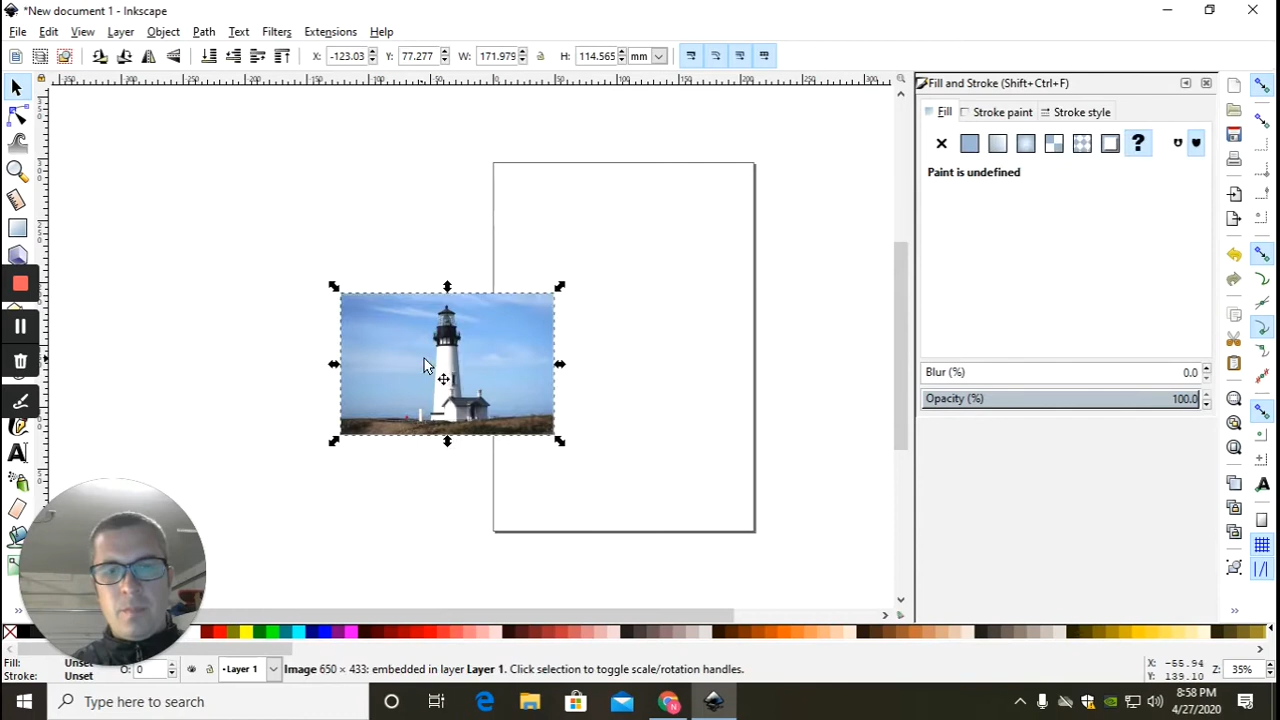 *New document 1 - Inkscape
File Edit View Layer Object Path Text Filters Extensions Help
X: -123.03 Y: 77.277 W: 171.979 H: 114.565 mm
Fill and Stroke (Shift+Ctrl+F)
Fill Stroke paint Stroke style
Paint is undefined
Blur (%) 0.0
Opacity (%) 100.0
Fill: Unset
Stroke: Unset
O: 0
•Layer 1
Image 650 × 433: embedded in layer Layer 1. Click selection to toggle scale/rotation handles.
X: -55.94
Y: 139.10
Z: 35%
Type here to search
8:58 PM
4/27/2020